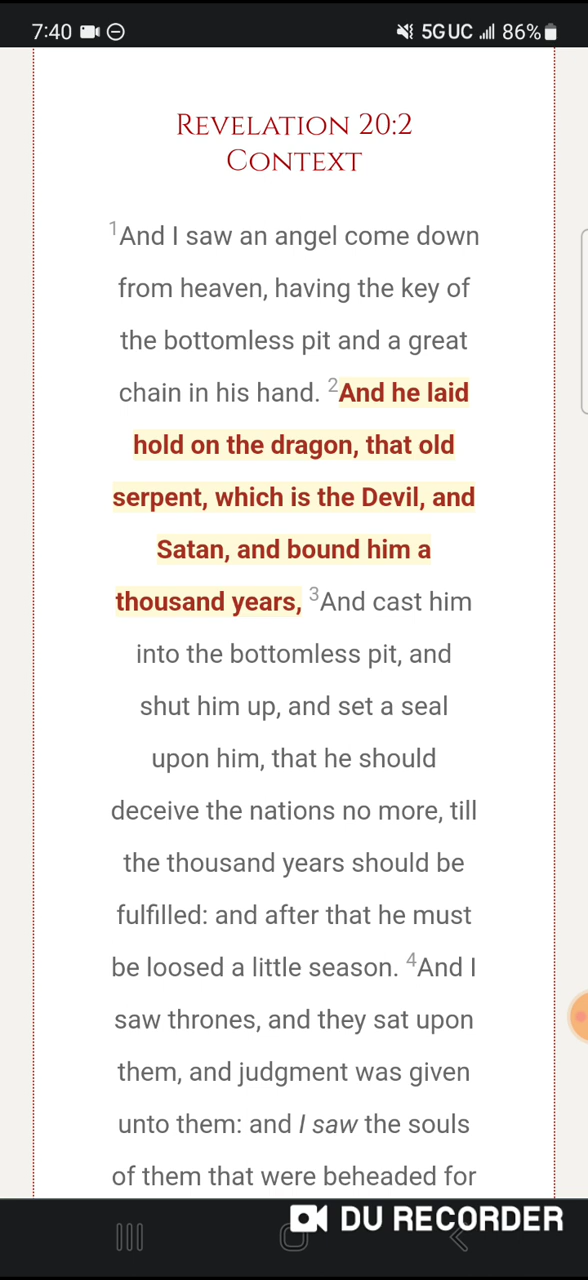 7:40
5GUC 86%
REVELATION 20:2
CONTEXT
1And I saw an angel come down
from heaven, having the key of
the bottomless pit and a great
chain in his hand. 2And he laid
hold on the dragon, that old
serpent, which is the Devil, and
Satan, and bound him a
thousand years, 3And cast him
into the bottomless pit, and
shut him up, and set a seal
upon him, that he should
deceive the nations no more, till
the thousand years should be
fulfilled: and after that he must
be loosed a little season. 4And I
saw thrones, and they sat upon
them, and judgment was given
unto them: and I saw the souls
of them that were beheaded for
DU RECORDER